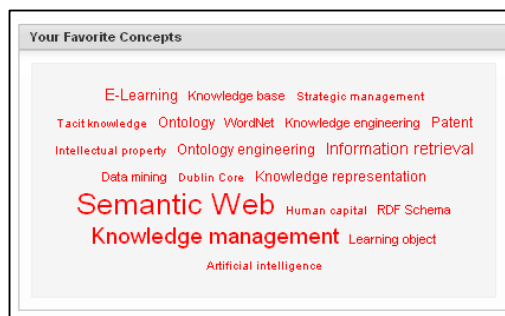 Your Favorite Concepts
E-Learning Knowledge base Strategic management
Tacit knowledge Ontology WordNet Knowledge engineering Patent
Intellectual property Ontology engineering Information retrieval
Data mining Dublin Core Knowledge representation
Semantic Web Human capital RDF Schema
Knowledge management Learning object
Artificial intelligence